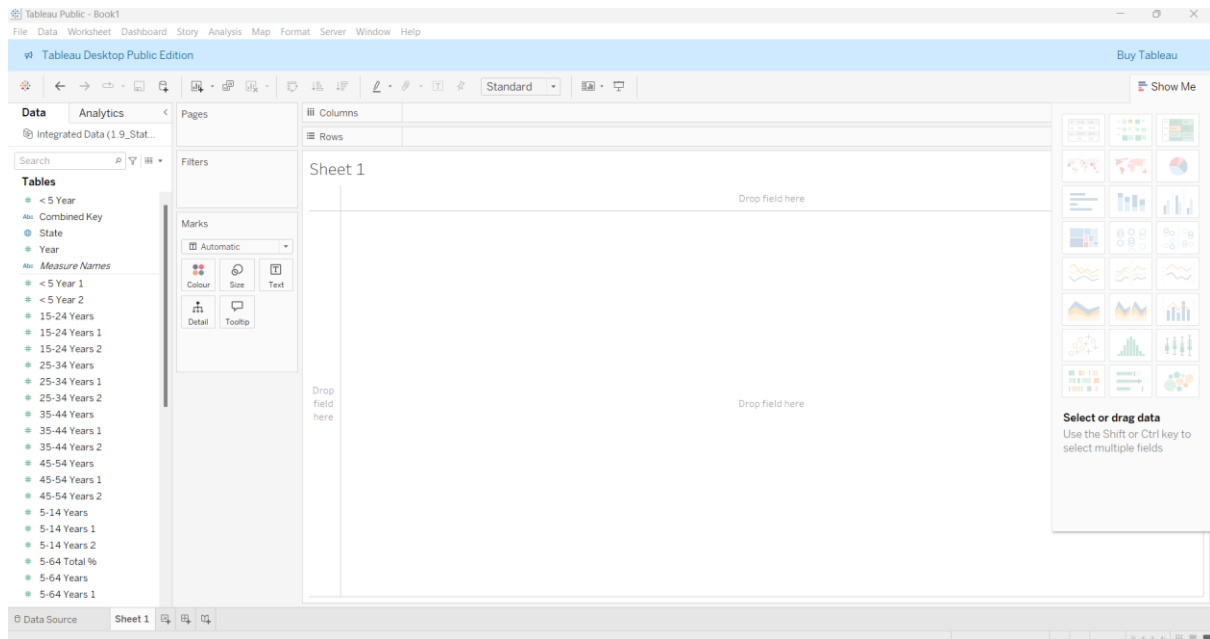 Tableau Public - Book1
File Data Worksheet Dashboard Story Analysis Map Format Server Window Help
Tableau Desktop Public Edition
Buy Tableau
Standard
Show Me
Data
Analytics
Pages
Columns
Integrated Data (1.9_Stat...
Rows
Search
Filters
Sheet 1
Tables
# < 5 Year
Abc Combined Key
State
# Year
Abc Measure Names
# < 5 Year 1
# < 5 Year 2
# 15-24 Years
# 15-24 Years 1
# 15-24 Years 2
# 25-34 Years
# 25-34 Years 1
# 25-34 Years 2
# 35-44 Years
# 35-44 Years 1
# 35-44 Years 2
# 45-54 Years
# 45-54 Years 1
# 45-54 Years 2
# 5-14 Years
# 5-14 Years 1
# 5-14 Years 2
# 5-64 Total %
# 5-64 Years
# 5-64 Years 1
Marks
Automatic
Colour
Size
Text
Detail
Tooltip
Drop field here
Drop
field
here
Drop field here
Select or drag data
Use the Shift or Ctrl key to
select multiple fields
Data Source
Sheet 1